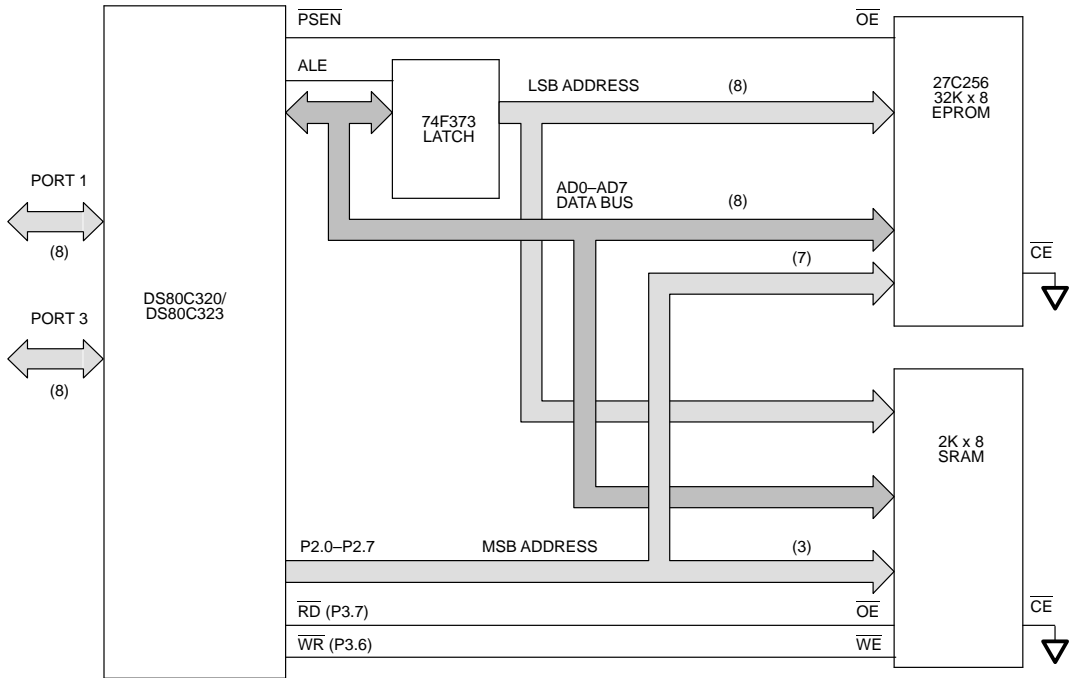 PSEN
OE
ALE
LSB ADDRESS
(8)
27C256
32K x 8
EPROM
74F373
LATCH
PORT 1
(8)
AD0–AD7
DATA BUS
(8)
(7)
CE
DS80C320/
DS80C323
PORT 3
(8)
2K x 8
SRAM
P2.0–P2.7
MSB ADDRESS
(3)
RD (P3.7)
OE
CE
WR (P3.6)
WE